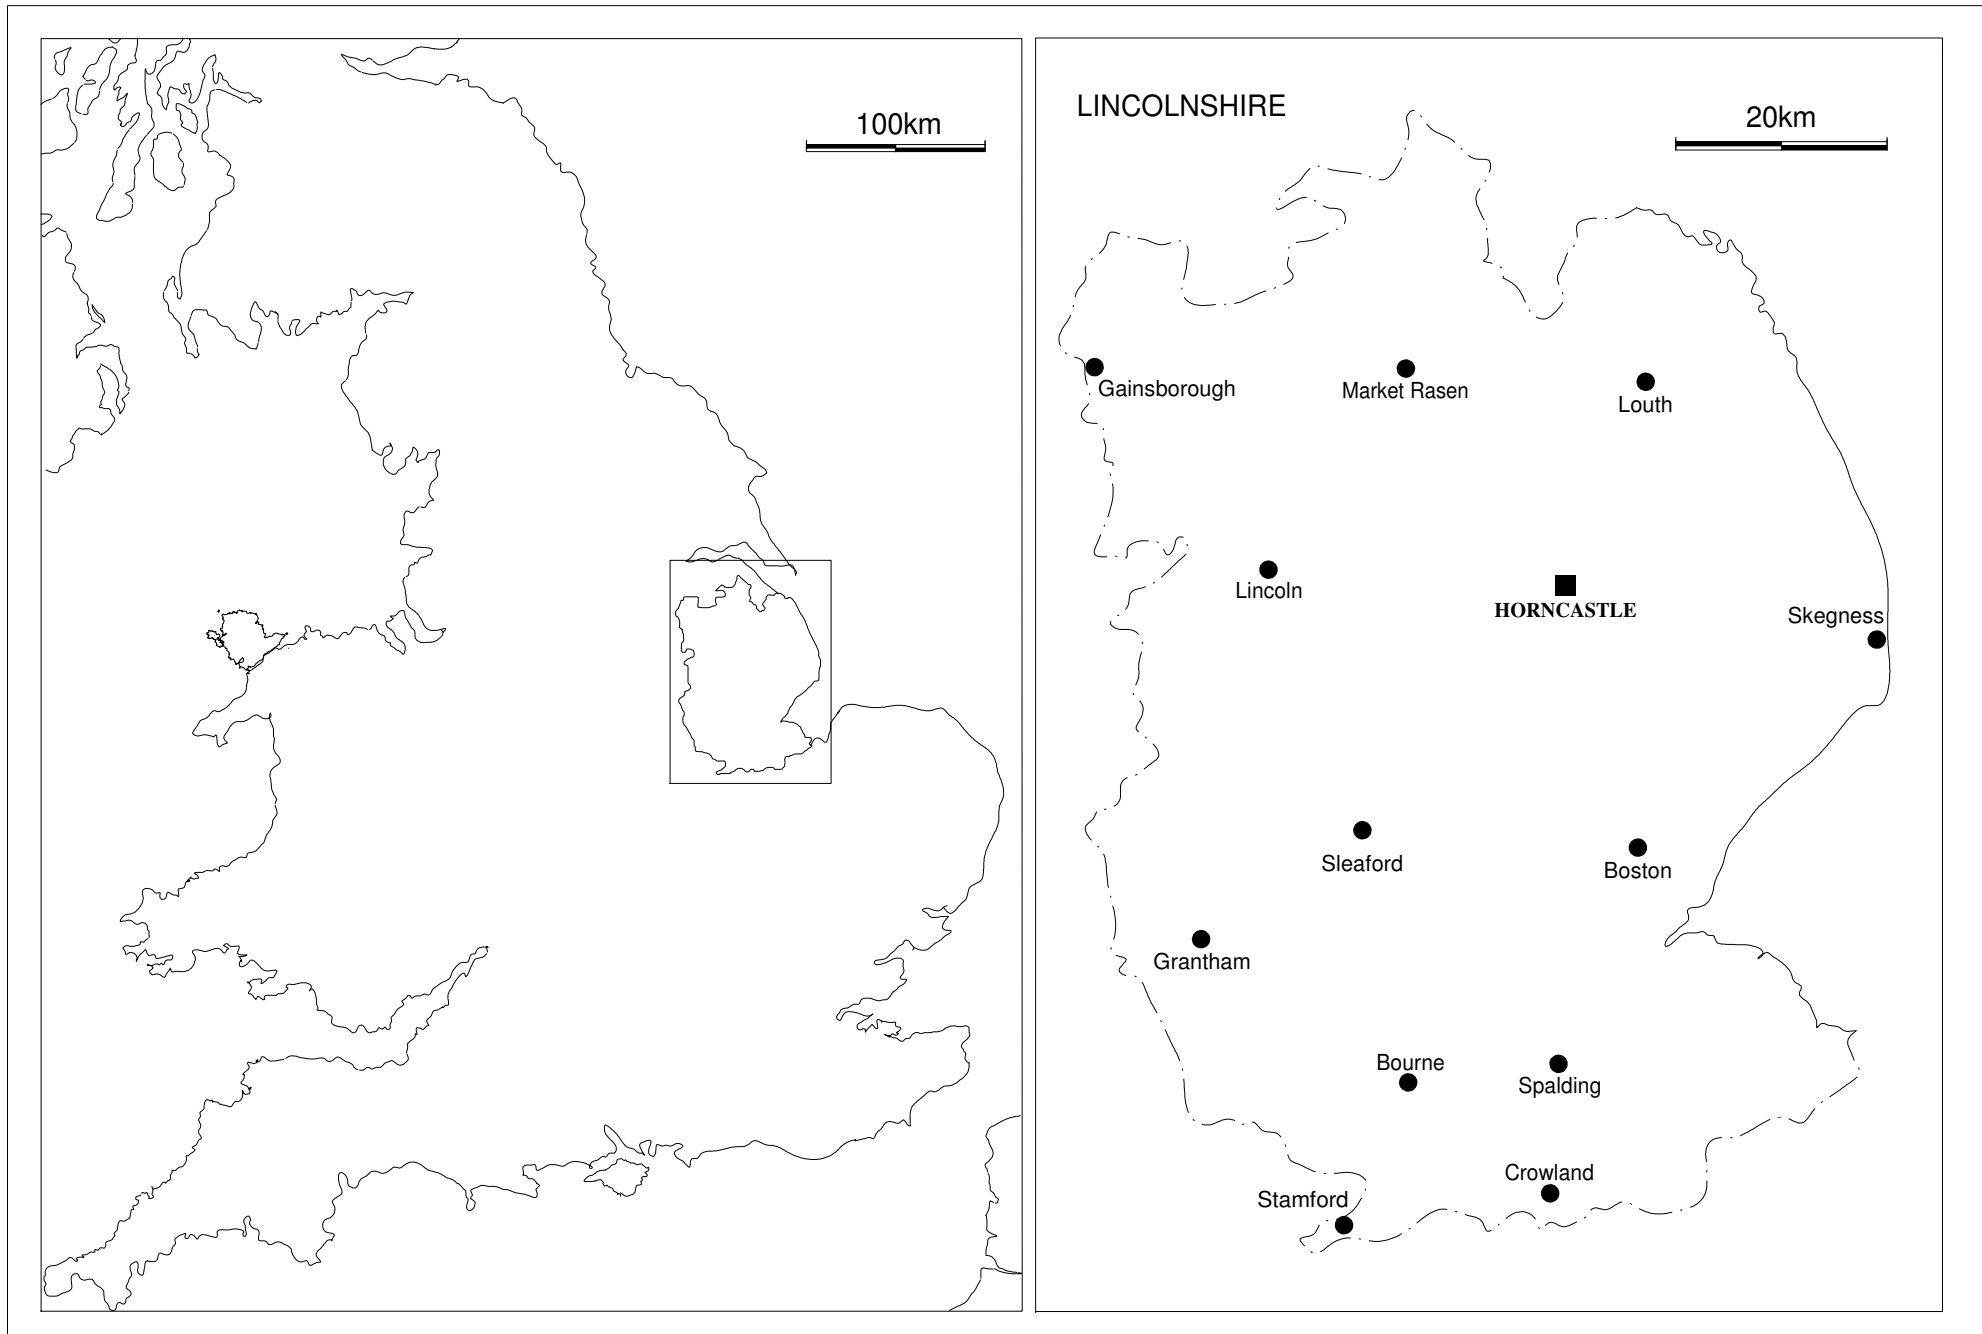 100km
LINCOLNSHIRE
20km
Gainsborough
Market Rasen
Louth
Lincoln
HORNCASTLE
Skegness
Sleaford
Boston
Grantham
Bourne
Spalding
Crowland
Stamford